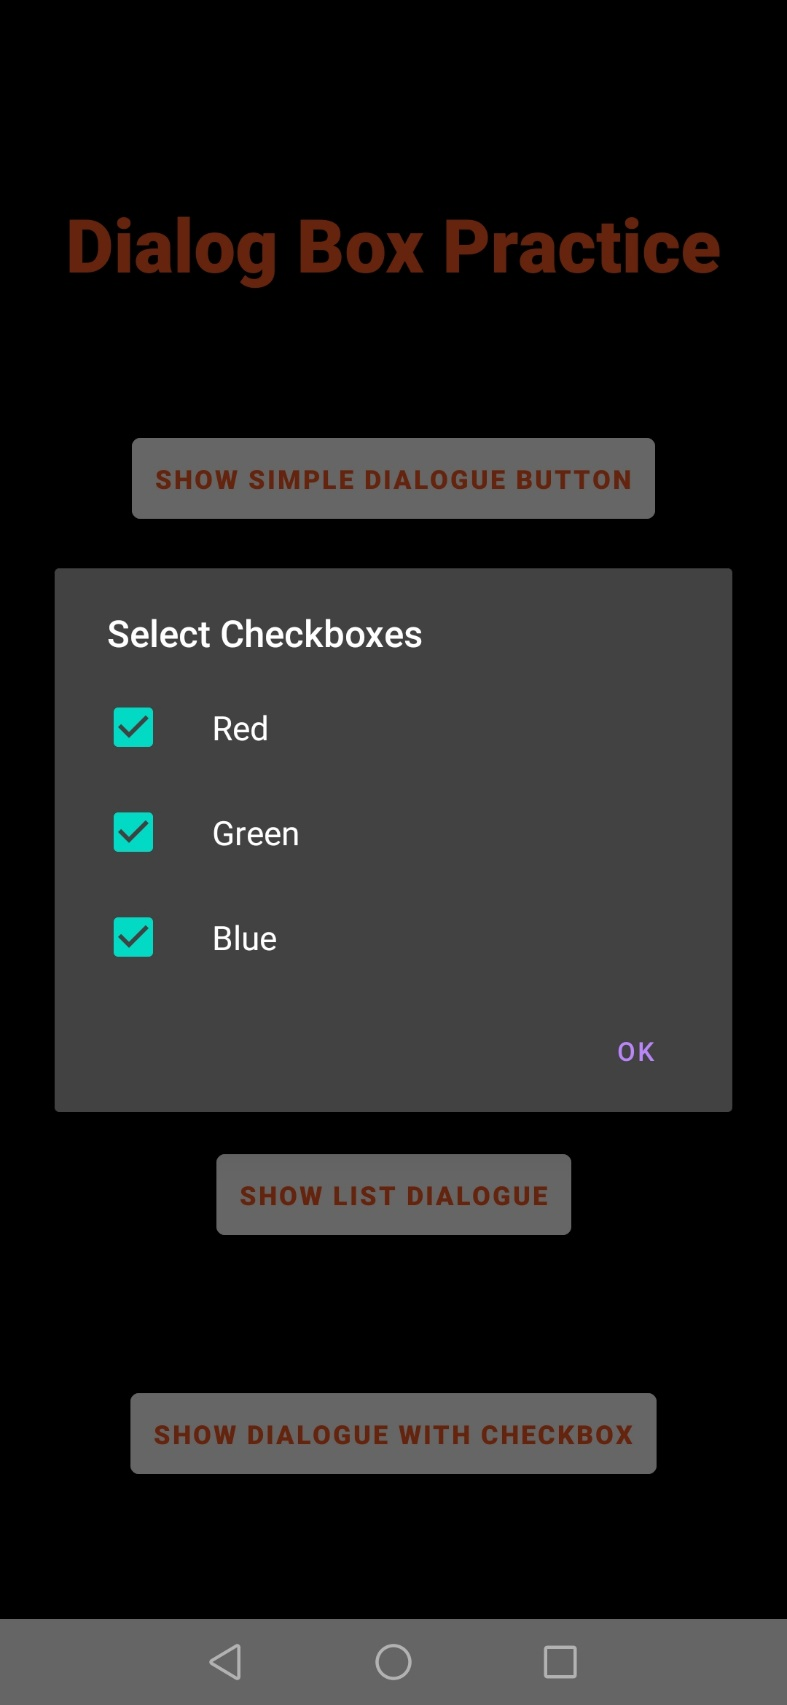 Dialog Box Practice
SHOW SIMPLE DIALOGUE BUTTON
Select Checkboxes
Red
Green
Blue
OK
SHOW LIST DIALOGUE
SHOW DIALOGUE WITH CHECKBOX